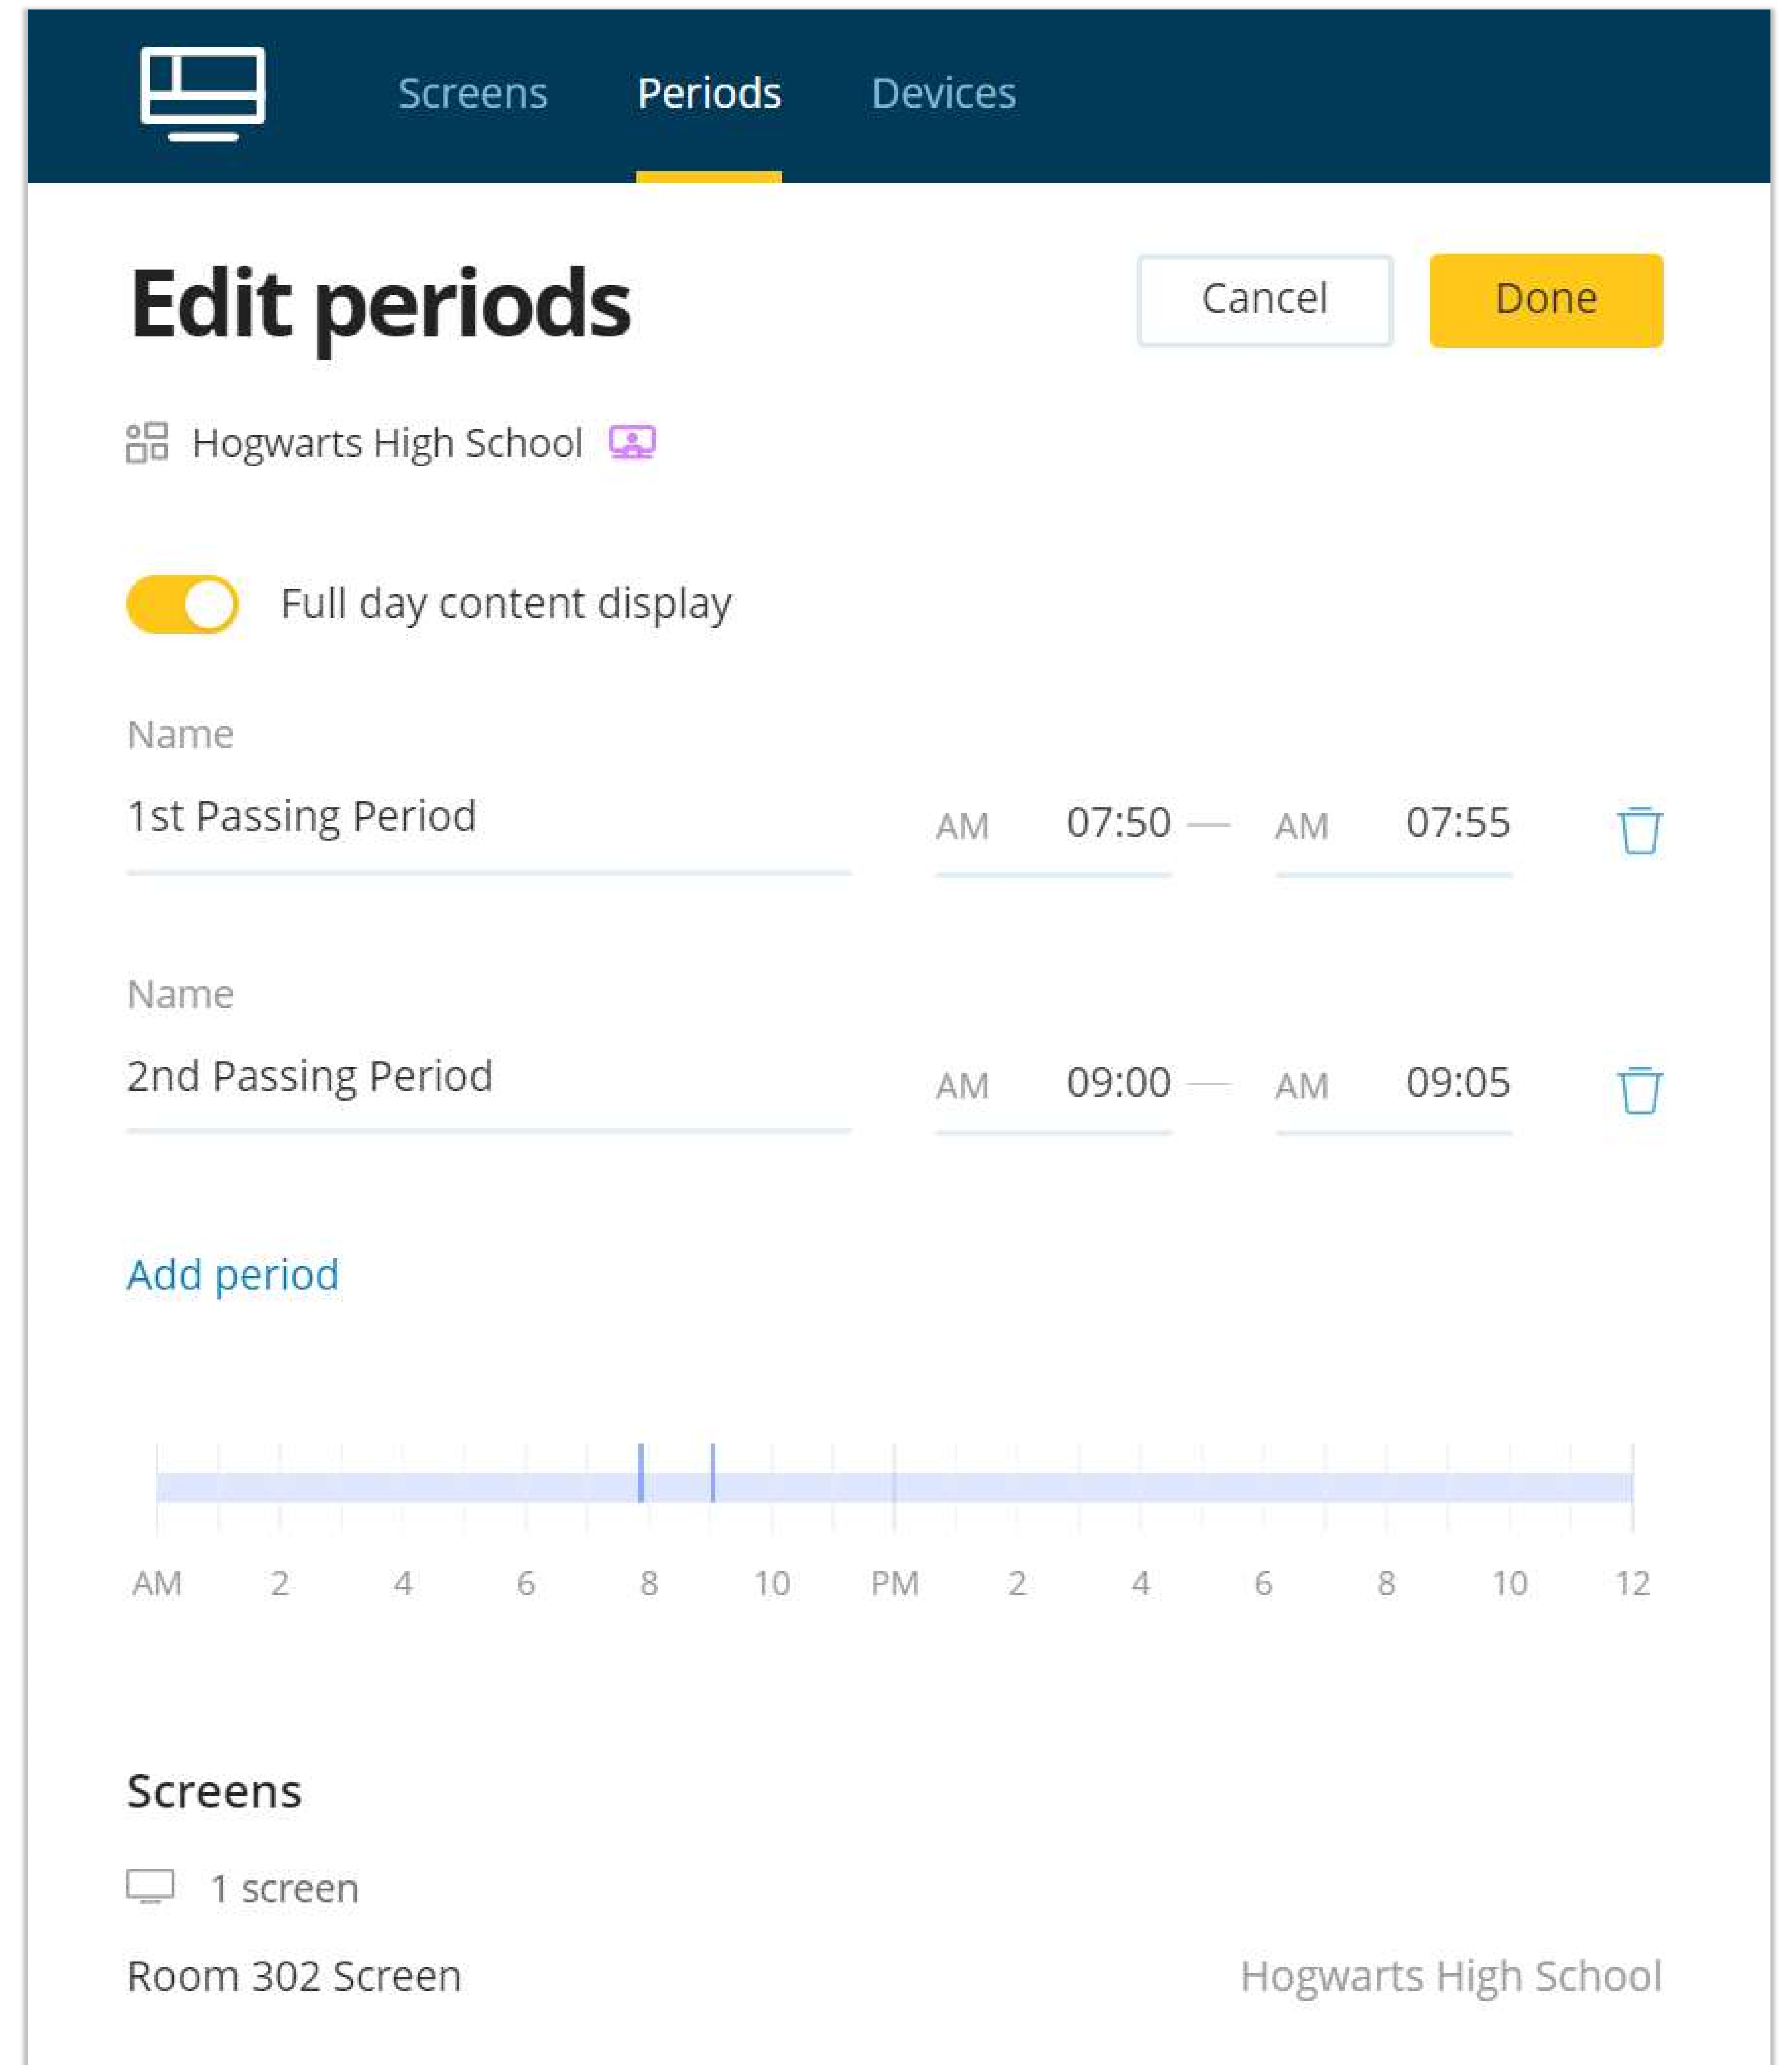 Screens Periods Devices
Edit periods
Cancel Done
Hogwarts High School
Full day content display
Name
1st Passing Period AM 07:50 — AM 07:55
Name
2nd Passing Period AM 09:00 — AM 09:05
Add period
AM 2 4 6 8 10 PM 2 4 6 8 10 12
Screens
1 screen
Room 302 Screen Hogwarts High School